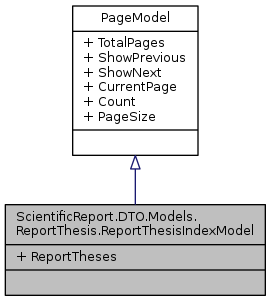 PageModel
+ TotalPages
+ ShowPrevious
+ ShowNext
+ CurrentPage
+ Count
+ PageSize
ScientificReport.DTO.Models.
ReportThesis.ReportThesisIndexModel
+ ReportTheses